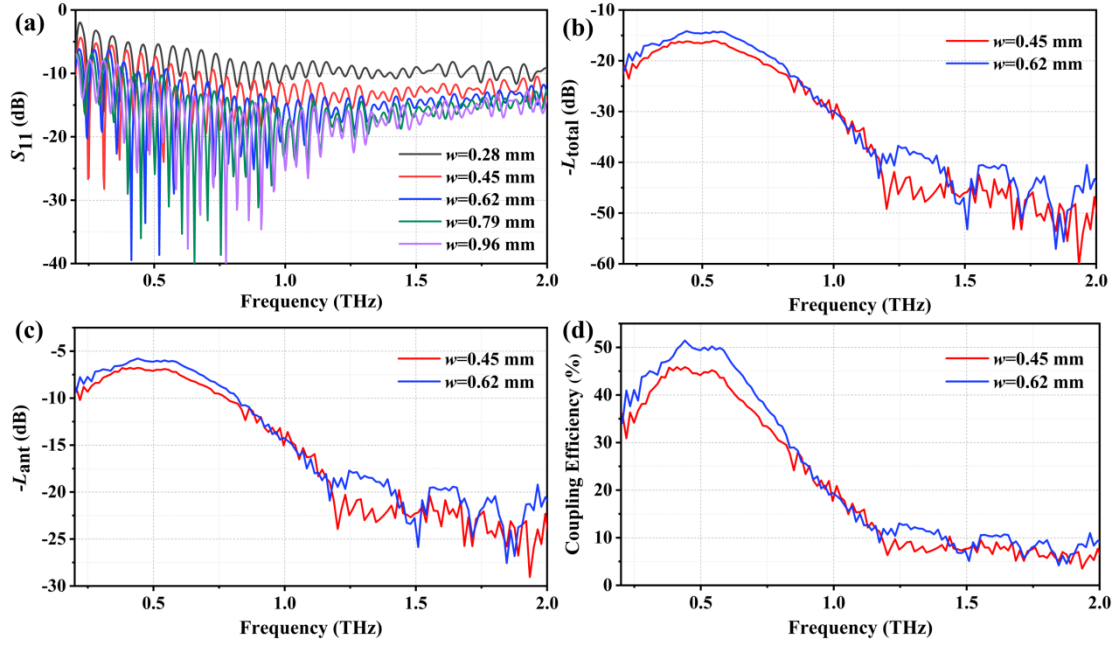 (a)
0
-10
-20
-30
-40
S11 (dB)
w=0.28 mm
w=0.45 mm
w=0.62 mm
w=0.79 mm
w=0.96 mm
0.5 1.0 1.5 2.0
Frequency (THz)
(b)
-10
-20
-30
-40
-50
-60
-Ltotal (dB)
w=0.45 mm
w=0.62 mm
0.5 1.0 1.5 2.0
Frequency (THz)
(c)
-5
-10
-15
-20
-25
-30
-Lant (dB)
w=0.45 mm
w=0.62 mm
0.5 1.0 1.5 2.0
Frequency (THz)
(d)
50
40
30
20
10
0
Coupling Efficiency (%)
w=0.45 mm
w=0.62 mm
0.5 1.0 1.5 2.0
Frequency (THz)